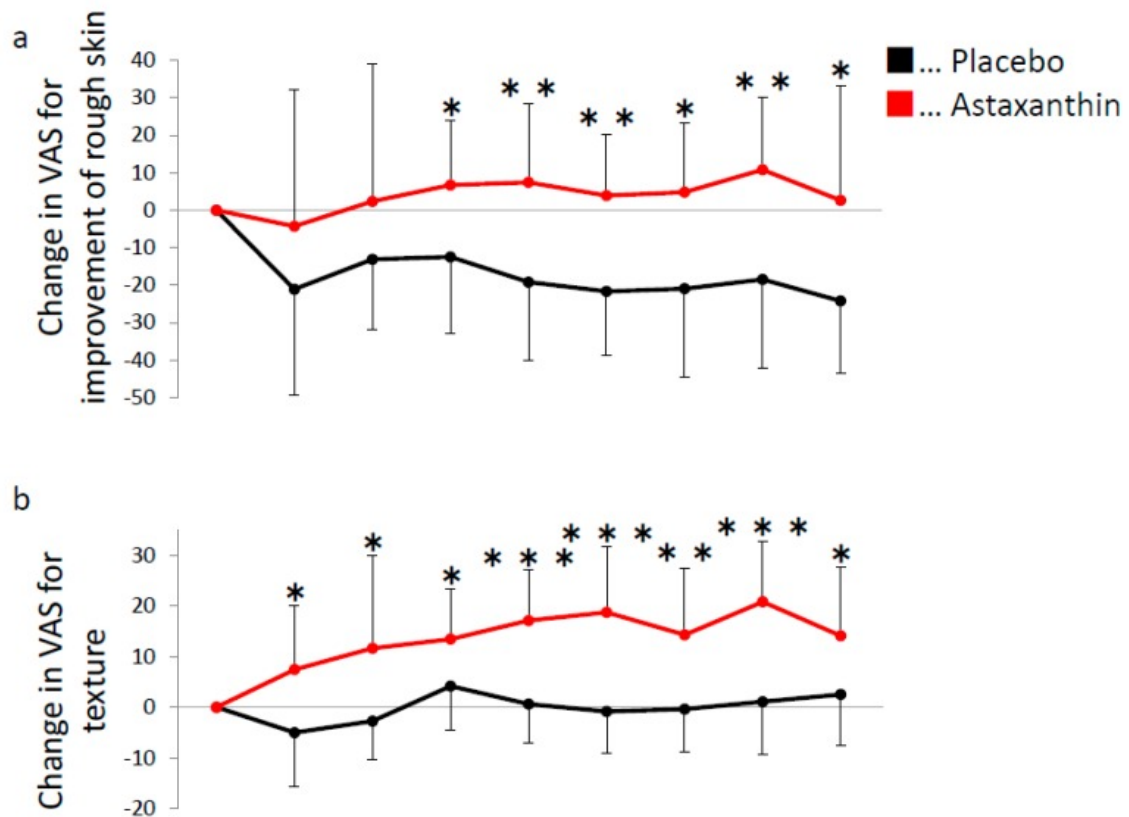 a
Change in VAS for
improvement of rough skin
40
30
20
10
0
-10
-20
-30
-40
-50
* ** ** * ** *
... Placebo
... Astaxanthin
b
Change in VAS for
texture
30
20
10
0
-10
-20
* * * *** *** ** *** *